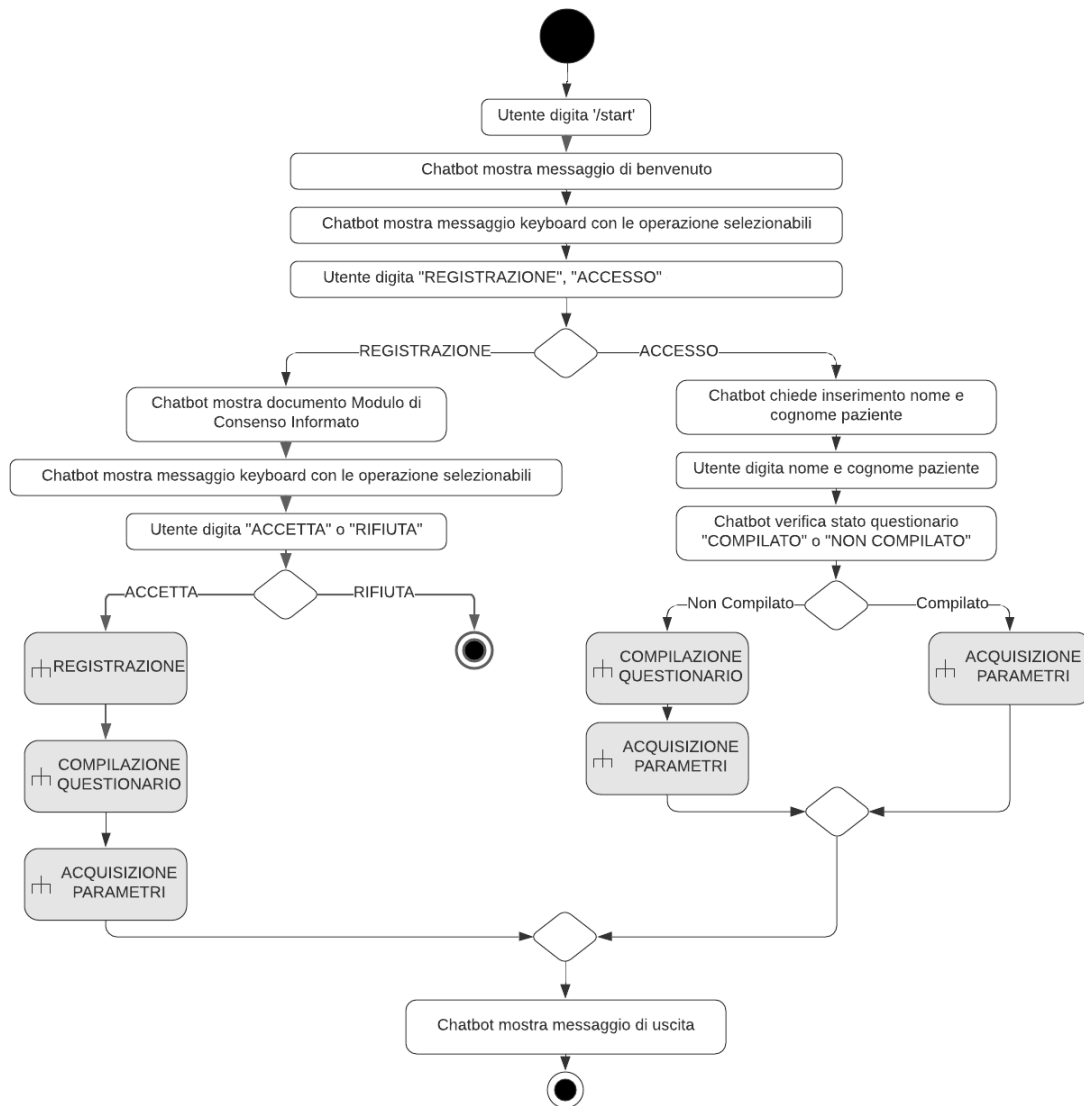 Utente digita '/start'
Chatbot mostra messaggio di benvenuto
Chatbot mostra messaggio keyboard con le operazione selezionabili
Utente digita "REGISTRAZIONE", "ACCESSO"
REGISTRAZIONE
ACCESSO
Chatbot mostra documento Modulo di
Consenso Informato
Chatbot mostra messaggio keyboard con le operazione selezionabili
Utente digita "ACCETTA" o "RIFIUTA"
ACCETTA
RIFIUTA
REGISTRAZIONE
COMPILAZIONE
QUESTIONARIO
ACQUISIZIONE
PARAMETRI
Chatbot chiede inserimento nome e
cognome paziente
Utente digita nome e cognome paziente
Chatbot verifica stato questionario
"COMPILATO" o "NON COMPILATO"
Non Compilato
Compilato
COMPILAZIONE
QUESTIONARIO
ACQUISIZIONE
PARAMETRI
ACQUISIZIONE
PARAMETRI
Chatbot mostra messaggio di uscita